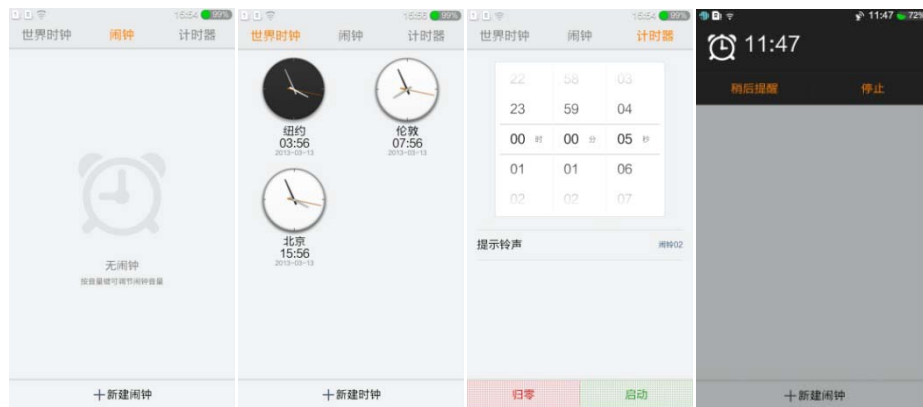 15:54 99%
世界时钟 闹钟 计时器
无闹钟
按音量键可调节闹钟音量
＋新建闹钟
15:56 99%
世界时钟 闹钟 计时器
纽约
03:56
2013-03-13
伦敦
07:56
2013-03-13
北京
15:56
2013-03-13
＋新建时钟
15:54 99%
世界时钟 闹钟 计时器
22 58 03
23 59 04
00 时 00 分 05 秒
01 01 06
02 02 07
提示铃声 闹铃02
归零 启动
11:47 72%
11:47
稍后提醒 停止
＋新建闹钟